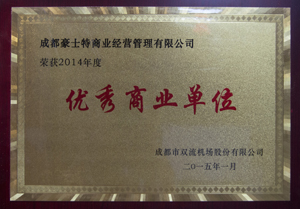 成都豪士特商业经营管理有限公司
荣获2014年度
优秀商业单位
成都市双流机场股份有限公司
二〇一五年一月